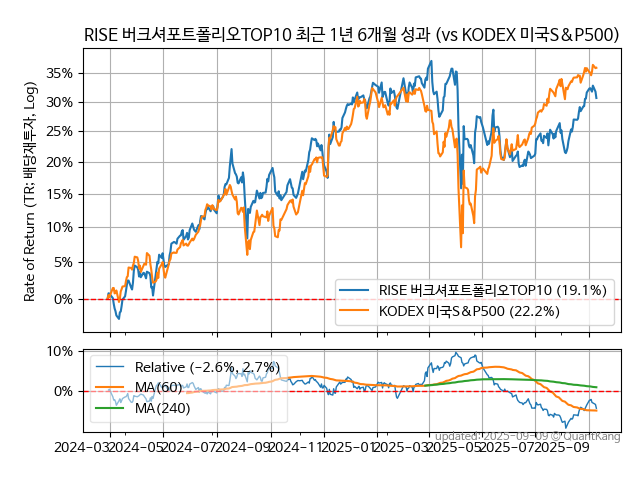 RISE 버크셔포트폴리오TOP10 최근 1년 6개월 성과 (vs KODEX 미국S&P500)
Rate of Return (TR: 배당재투자, Log)
35%
30%
25%
20%
15%
10%
5%
0%
RISE 버크셔포트폴리오TOP10 (19.1%)
KODEX 미국S&P500 (22.2%)
10%
0%
Relative (−2.6%, 2.7%)
MA(60)
MA(240)
updated: 2025-09-09 © QuantKang
2024-03 2024-05 2024-07 2024-09 2024-11 2025-01 2025-03 2025-05 2025-07 2025-09